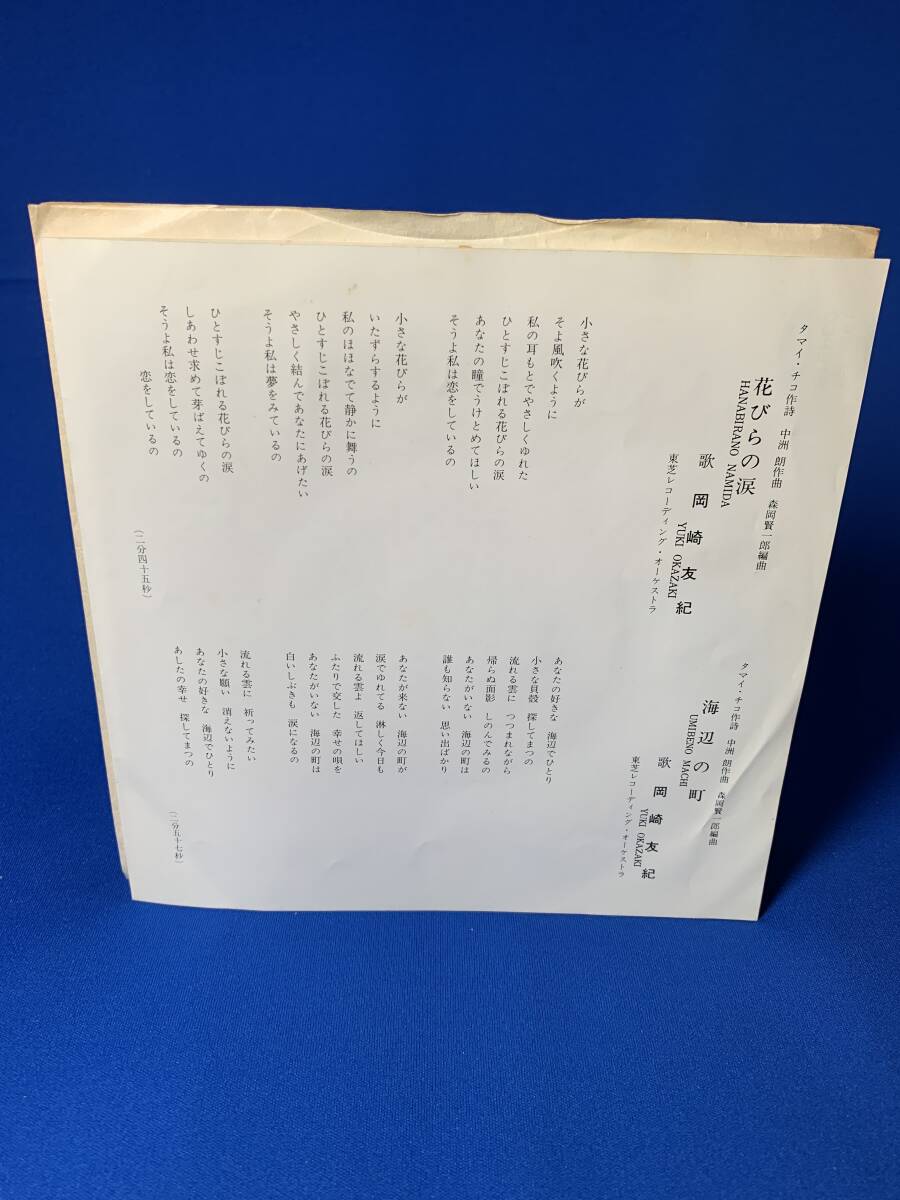 タマイ・チコ作詩　中洲　朗作曲　森岡賢一郎編曲
花びらの涙
HANABIRANO NAMIDA
歌　岡崎友紀
YUKI OKAZAKI
東芝レコーディング・オーケストラ
小さな花びらが
そよ風吹くように
私の耳もとでやさしくゆれた
ひとすじこぼれる花びらの涙
あなたの瞳でうけとめてほしい
そうよ私は恋をしているの
小さな花びらが
いたずらするように
私のほほなでて静かに舞うの
ひとすじこぼれる花びらの涙
やさしく結んであなたにあげたい
そうよ私は夢をみているの
ひとすじこぼれる花びらの涙
しあわせ求めて芽ばえてゆくの
そうよ私は恋をしているの
恋をしているの
（二分四十五秒）
タマイ・チコ作詩　中洲　朗作曲　森岡賢一郎編曲
海辺の町
UMIBENO MACHI
歌　岡崎友紀
YUKI OKAZAKI
東芝レコーディング・オーケストラ
あなたの好きな　海辺でひとり
小さな貝殻　探してまつの
流れる雲に　つつまれながら
帰らぬ面影　しのんでみるの
あなたがいない　海辺の町は
誰も知らない　思い出ばかり
あなたが来ない　海辺の町が
涙でゆれてる　淋しく今日も
流れる雲よ　返してほしい
ふたりで交した　幸せの唄を
あなたがいない　海辺の町は
白いしぶきも　涙になるの
流れる雲に　祈ってみたい
小さな願い　消えないように
あなたの好きな　海辺でひとり
あしたの幸せ　探してまつの
（二分五十七秒）